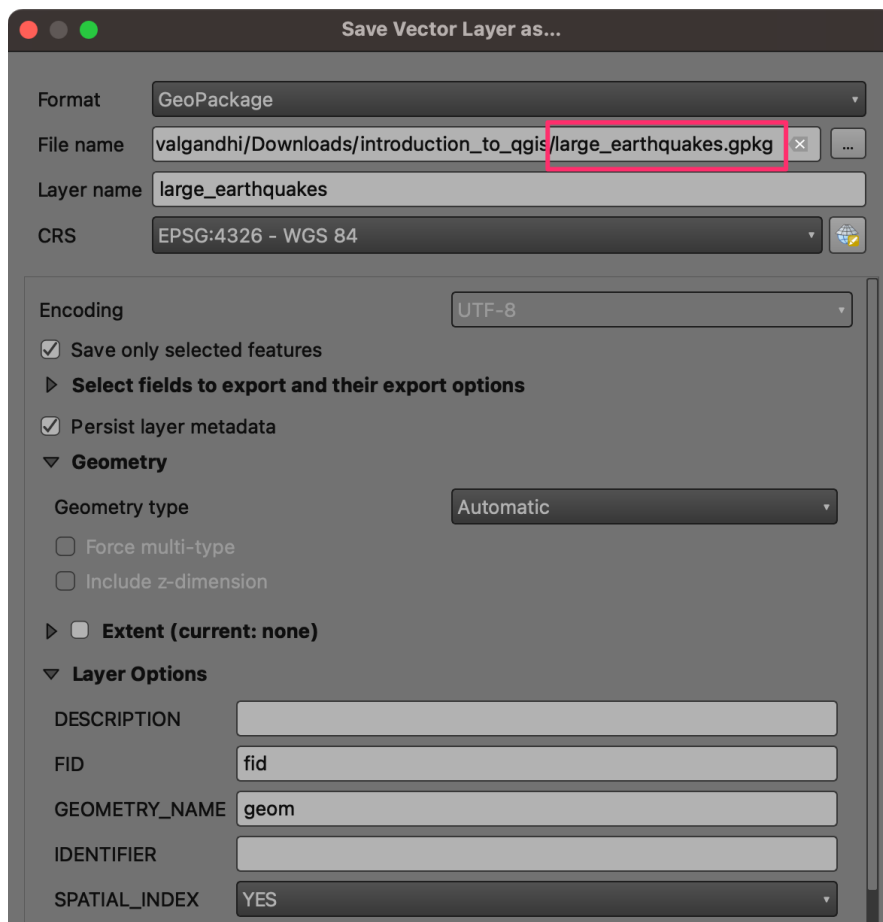 Save Vector Layer as...
Format GeoPackage
File name valgandhi/Downloads/introduction_to_qgis/large_earthquakes.gpkg ...
Layer name large_earthquakes
CRS EPSG:4326 - WGS 84
Encoding UTF-8
Save only selected features
Select fields to export and their export options
Persist layer metadata
Geometry
Geometry type Automatic
Force multi-type
Include z-dimension
Extent (current: none)
Layer Options
DESCRIPTION
FID fid
GEOMETRY_NAME geom
IDENTIFIER
SPATIAL_INDEX YES